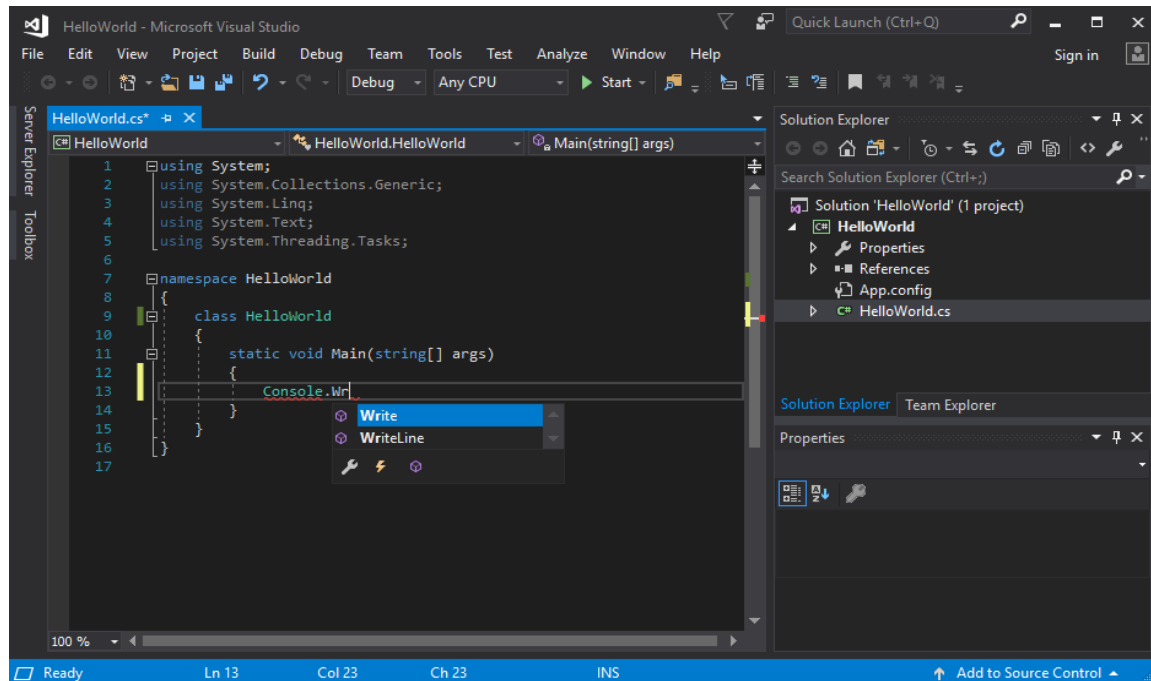 HelloWorld - Microsoft Visual Studio
Quick Launch (Ctrl+Q)
File Edit View Project Build Debug Team Tools Test Analyze Window Help
Sign in
Debug Any CPU Start
Server Explorer
Toolbox
HelloWorld.cs*
C# HelloWorld HelloWorld.HelloWorld Main(string[] args)
1 using System;
2 using System.Collections.Generic;
3 using System.Linq;
4 using System.Text;
5 using System.Threading.Tasks;
6
7 namespace HelloWorld
8 {
9 class HelloWorld
10 {
11 static void Main(string[] args)
12 {
13 Console.Wr
14 }
15 }
16 }
17
Write
WriteLine
100 %
Solution Explorer
Search Solution Explorer (Ctrl+;)
Solution 'HelloWorld' (1 project)
C# HelloWorld
Properties
References
App.config
C# HelloWorld.cs
Solution Explorer Team Explorer
Properties
Ready Ln 13 Col 23 Ch 23 INS Add to Source Control